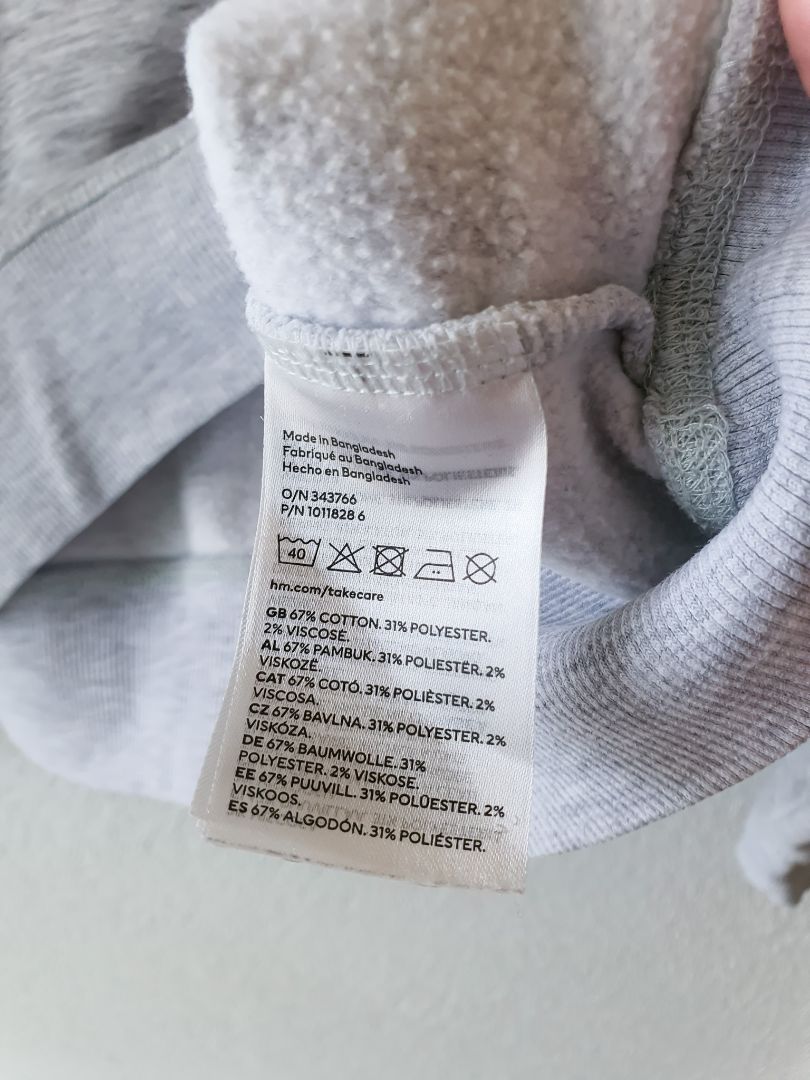 Made in Bangladesh
Fabriqué au Bangladesh
Hecho en Bangladesh
O/N 343766
P/N 1011828 6
40
hm.com/takecare
GB 67% COTTON. 31% POLYESTER.
2% VISCOSE.
AL 67% PAMBUK. 31% POLIESTËR. 2%
VISKOZË.
CAT 67% COTÓ. 31% POLIÈSTER. 2%
VISCOSA.
CZ 67% BAVLNA. 31% POLYESTER. 2%
VISKÓZA.
DE 67% BAUMWOLLE. 31%
POLYESTER. 2% VISKOSE.
EE 67% PUUVILL. 31% POLÜESTER. 2%
VISKOOS.
ES 67% ALGODÓN. 31% POLIÉSTER.